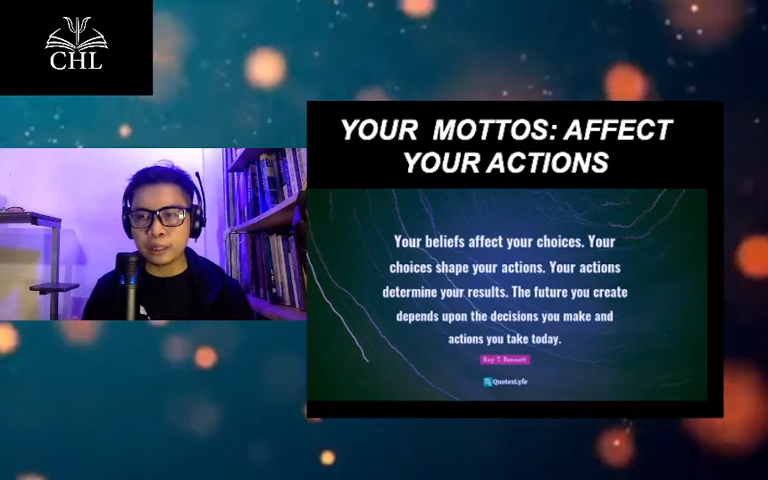 CHL
YOUR MOTTOS: AFFECT
YOUR ACTIONS
Your beliefs affect your choices. Your
choices shape your actions. Your actions
determine your results. The future you create
depends upon the decisions you make and
actions you take today.
Roy T. Bennett
QuotesLyfe